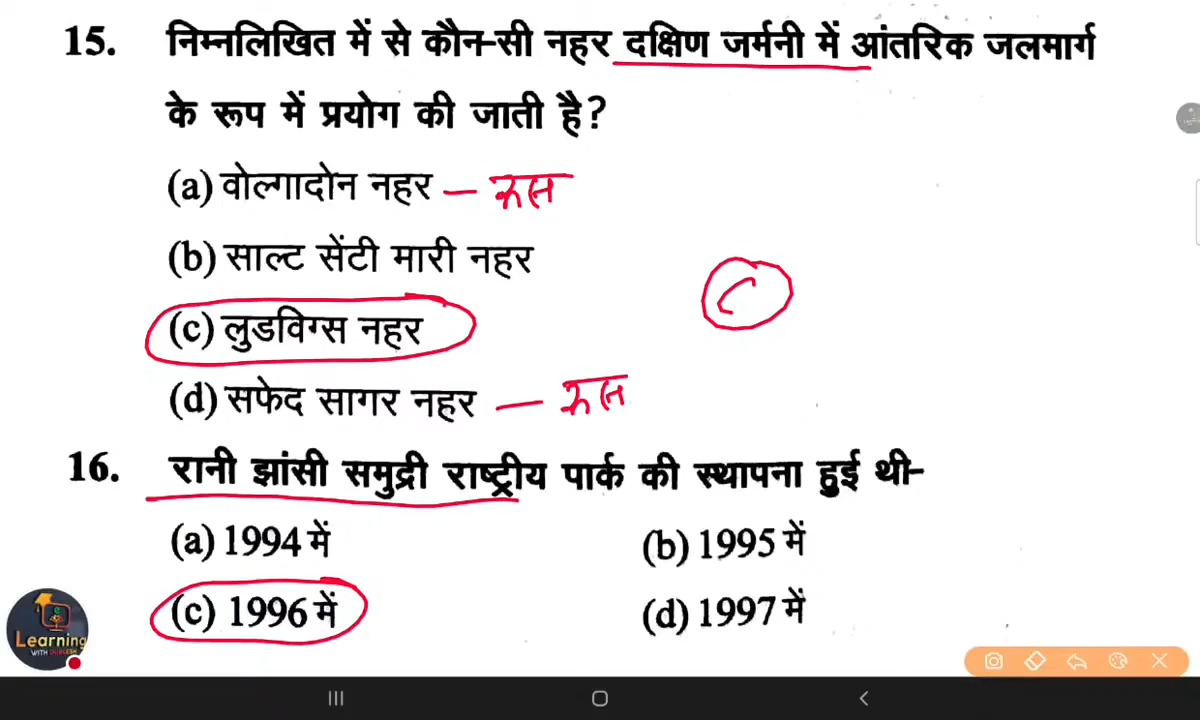 15. निम्नलिखित में से कौन-सी नहर दक्षिण जर्मनी में आंतरिक जलमार्ग
के रूप में प्रयोग की जाती है?
(a) वोल्गादोन नहर — रूस
(b) साल्ट सेंटी मारी नहर
C
(c) लुडविग्स नहर
(d) सफेद सागर नहर — रूस
16. रानी झांसी समुद्री राष्ट्रीय पार्क की स्थापना हुई थी-
(a) 1994 में (b) 1995 में
(c) 1996 में (d) 1997 में
Learning